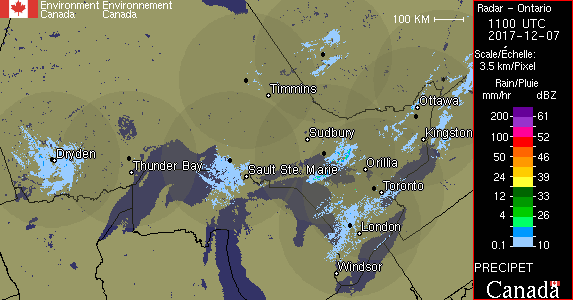 Environment Environnement
Canada Canada
100 KM
Timmins
Ottawa
Sudbury
Kingston
Dryden
Thunder Bay
Sault Ste. Marie
Orillia
Toronto
London
Windsor
Radar - Ontario
1100 UTC
2017-12-07
Scale/Échelle:
3.5 km/Pixel
Rain/Pluie
mm/hr dBZ
200 61
100 52
50 46
24 39
12 33
4 26
0.1 10
PRECIPET
Canada